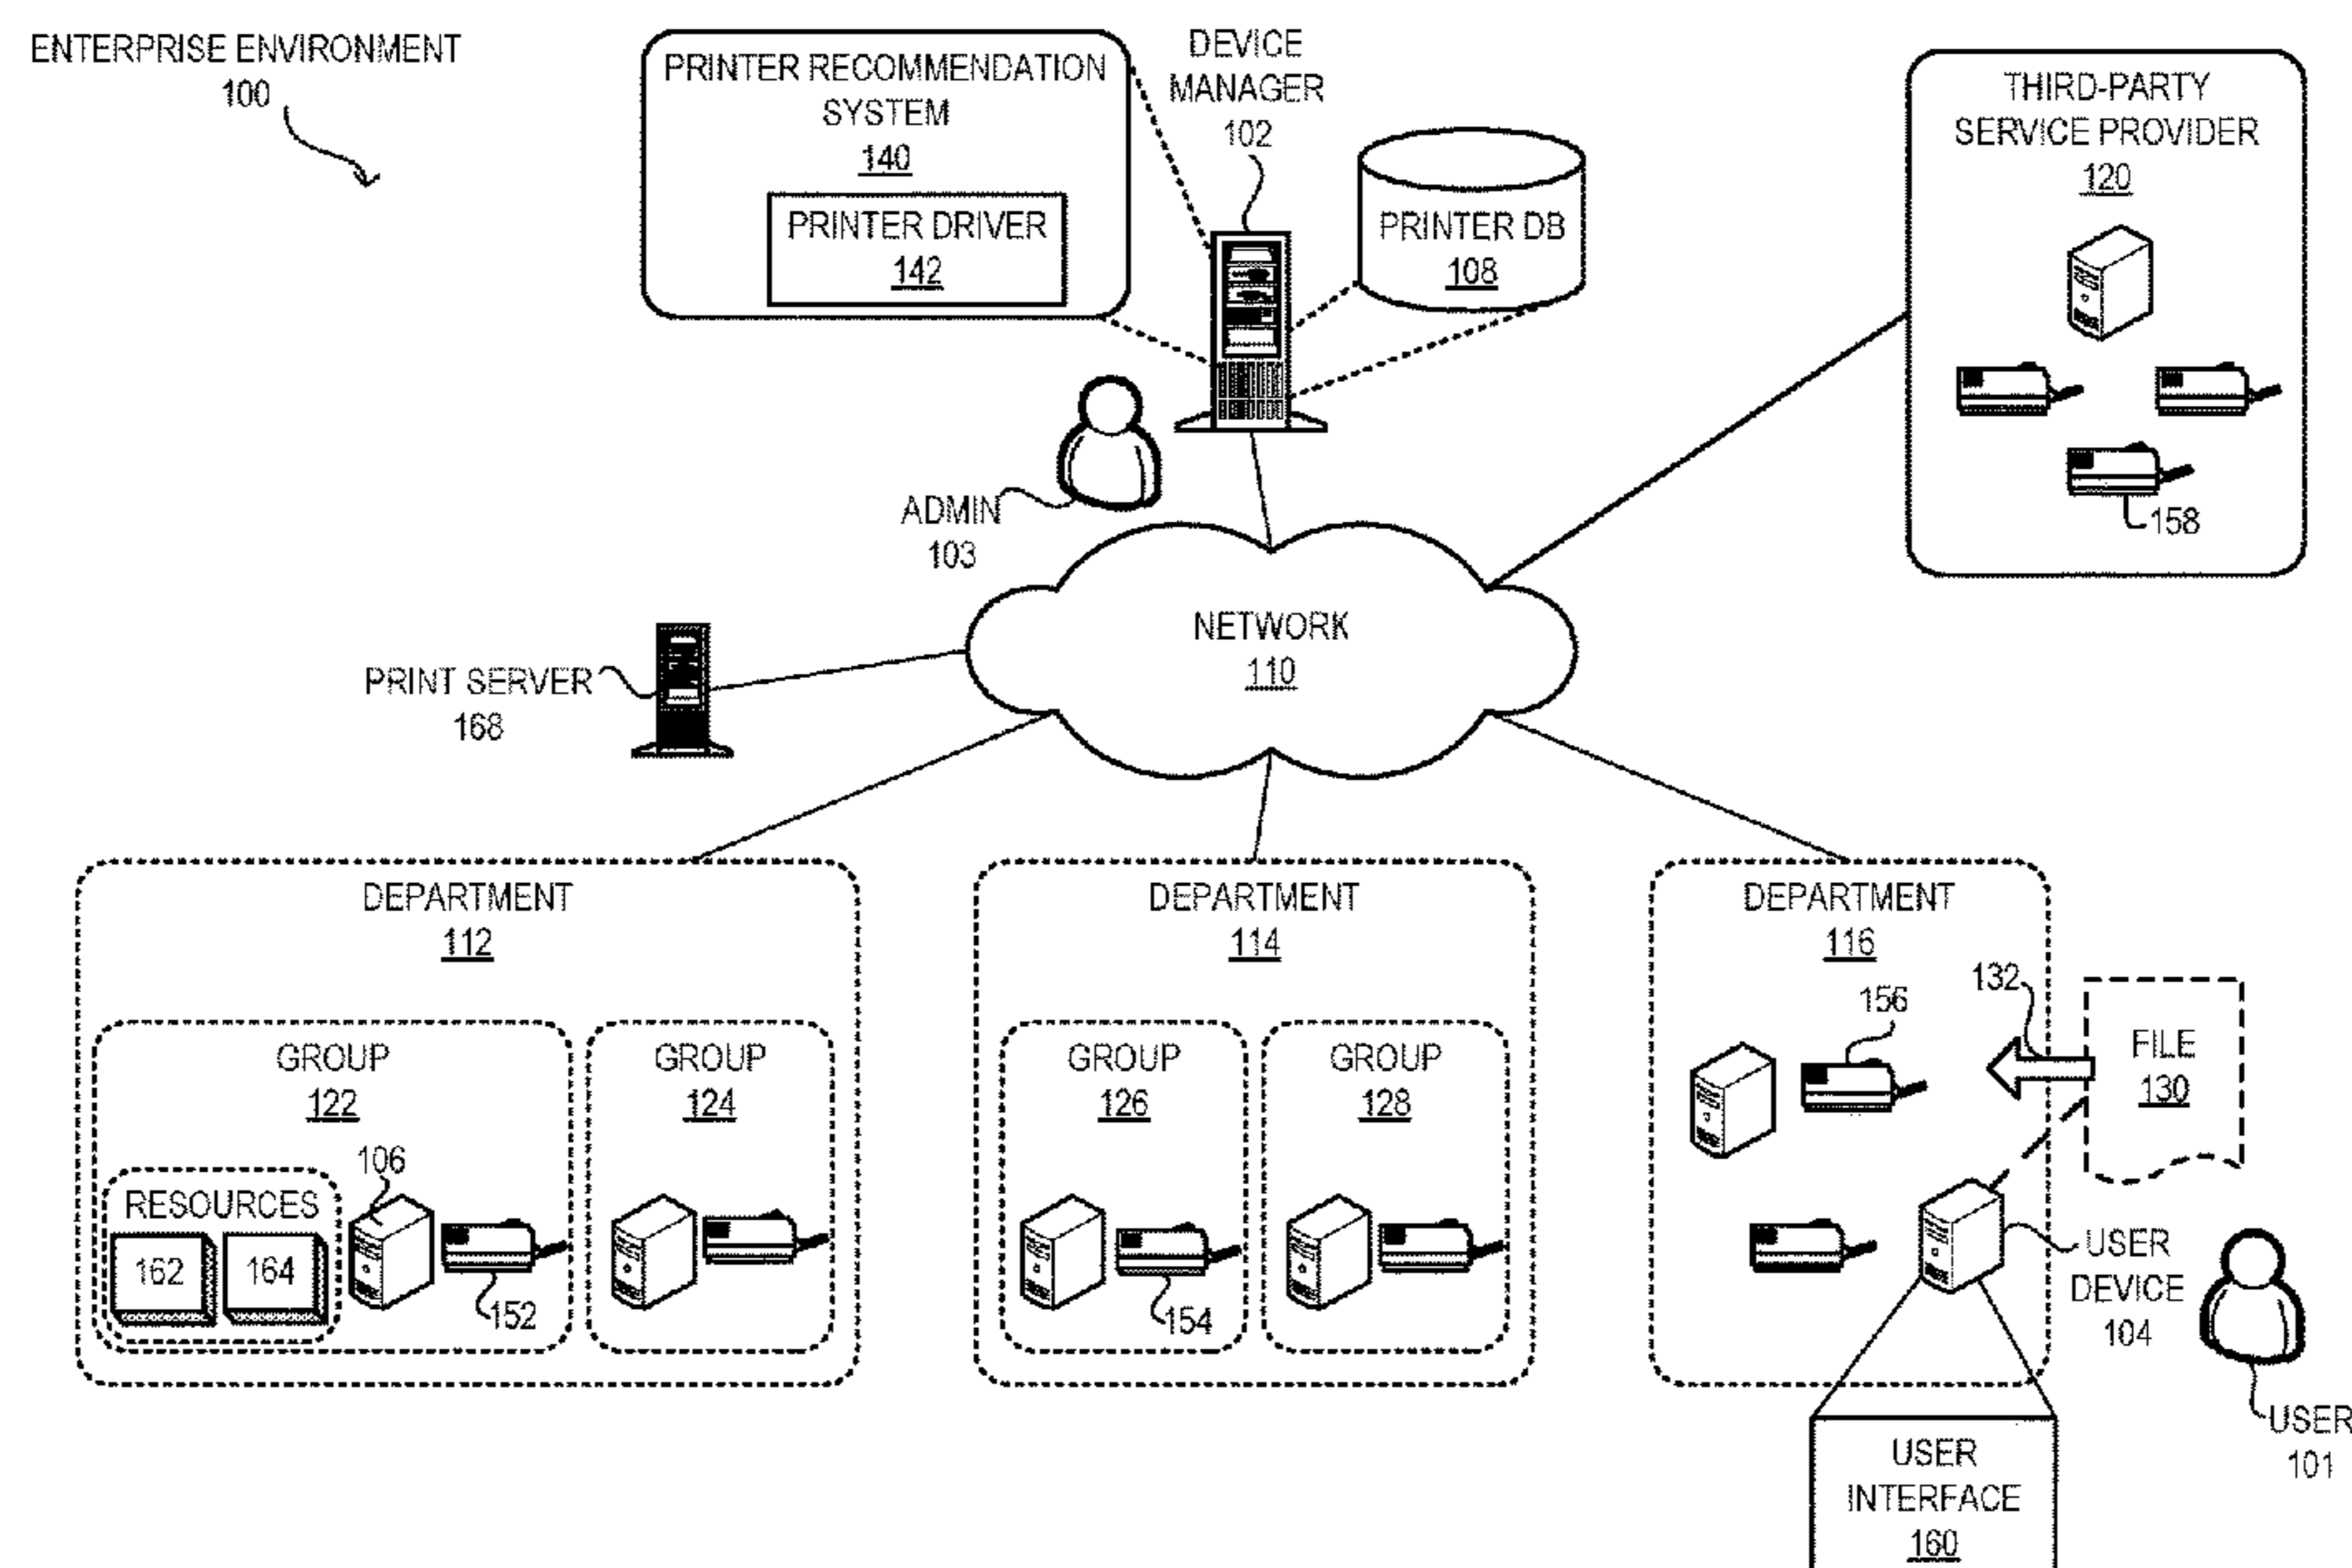 ENTERPRISE ENVIRONMENT
100
PRINTER RECOMMENDATION
SYSTEM
140
PRINTER DRIVER
142
DEVICE
MANAGER
102
PRINTER DB
108
THIRD-PARTY
SERVICE PROVIDER
120
158
ADMIN
103
NETWORK
110
PRINT SERVER
168
DEPARTMENT
112
GROUP
122
RESOURCES
162
164
106
152
GROUP
124
DEPARTMENT
114
GROUP
126
154
GROUP
128
DEPARTMENT
116
156
132
FILE
130
USER
DEVICE
104
USER
101
USER
INTERFACE
160